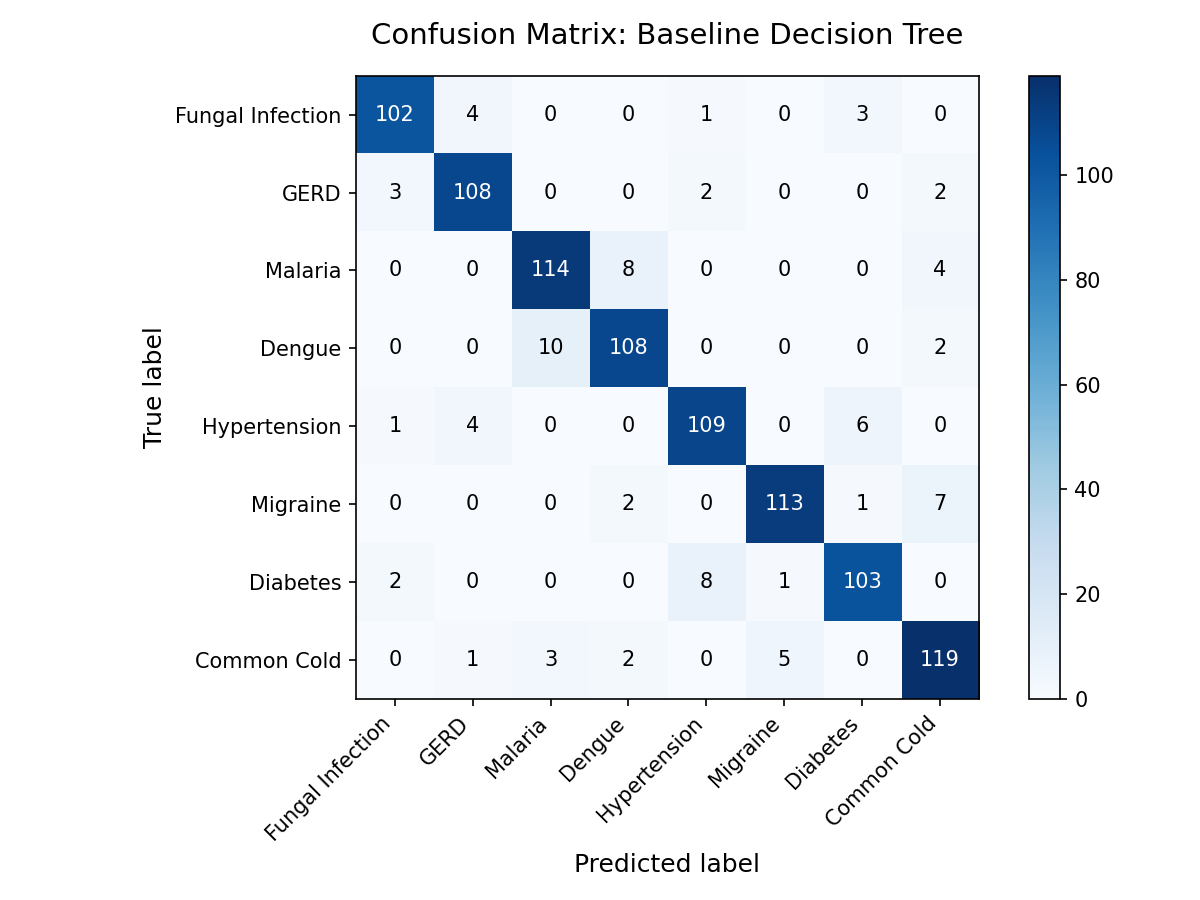 Confusion Matrix: Baseline Decision Tree
Fungal Infection 102 4 0 0 1 0 3 0
GERD 3 108 0 0 2 0 0 2
Malaria 0 0 114 8 0 0 0 4
Dengue 0 0 10 108 0 0 0 2
Hypertension 1 4 0 0 109 0 6 0
Migraine 0 0 0 2 0 113 1 7
Diabetes 2 0 0 0 8 1 103 0
Common Cold 0 1 3 2 0 5 0 119
True label
Fungal Infection
GERD
Malaria
Dengue
Hypertension
Migraine
Diabetes
Common Cold
Predicted label
100
80
60
40
20
0